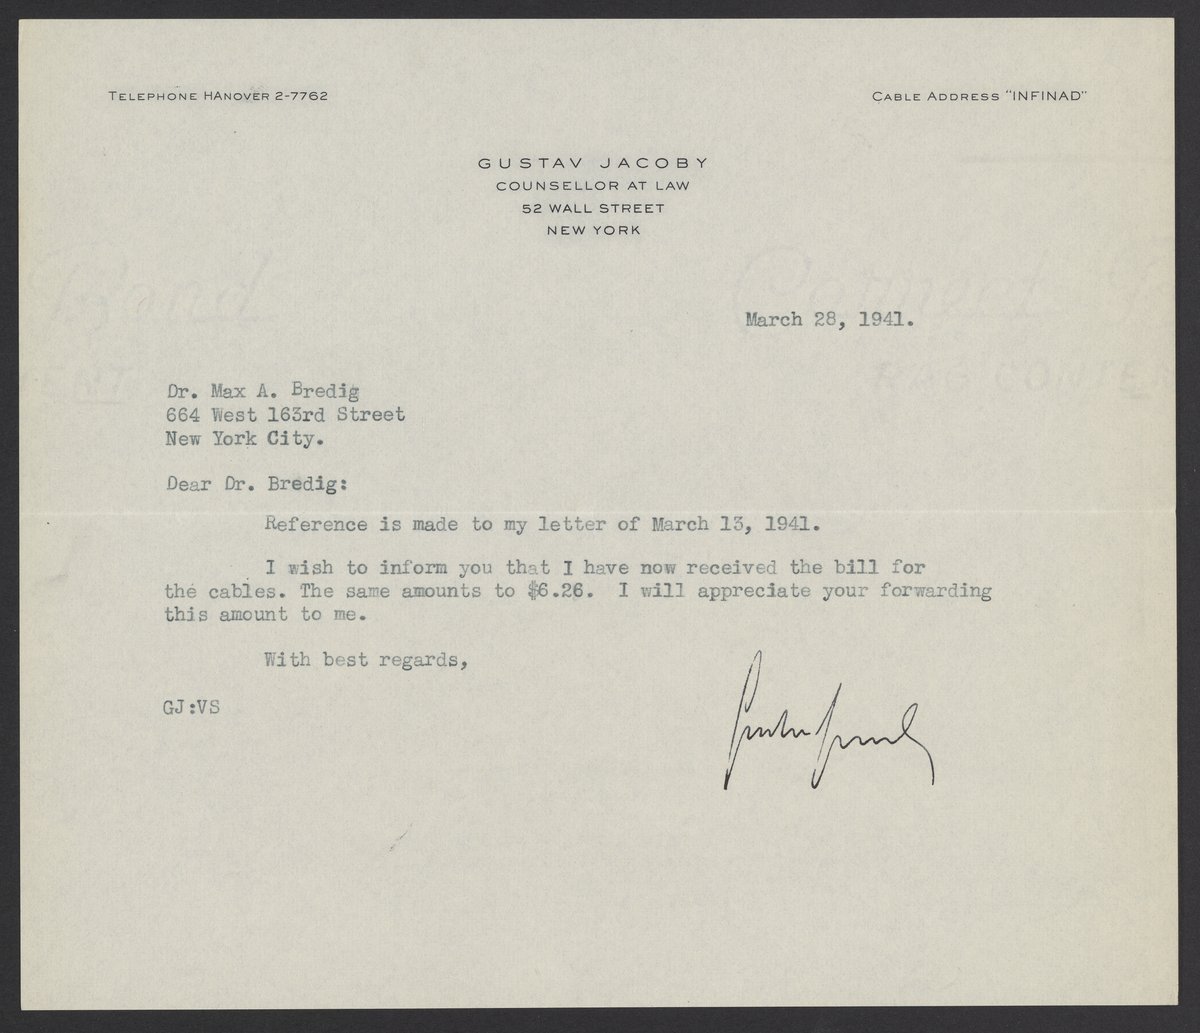 TELEPHONE HANOVER 2-7762
CABLE ADDRESS "INFINAD"
GUSTAV JACOBY
COUNSELLOR AT LAW
52 WALL STREET
NEW YORK
March 28, 1941.
Dr. Max A. Bredig
664 West 163rd Street
New York City.
Dear Dr. Bredig:
Reference is made to my letter of March 13, 1941.
I wish to inform you that I have now received the bill for
the cables. The same amounts to $6.26. I will appreciate your forwarding
this amount to me.
With best regards,
GJ:VS